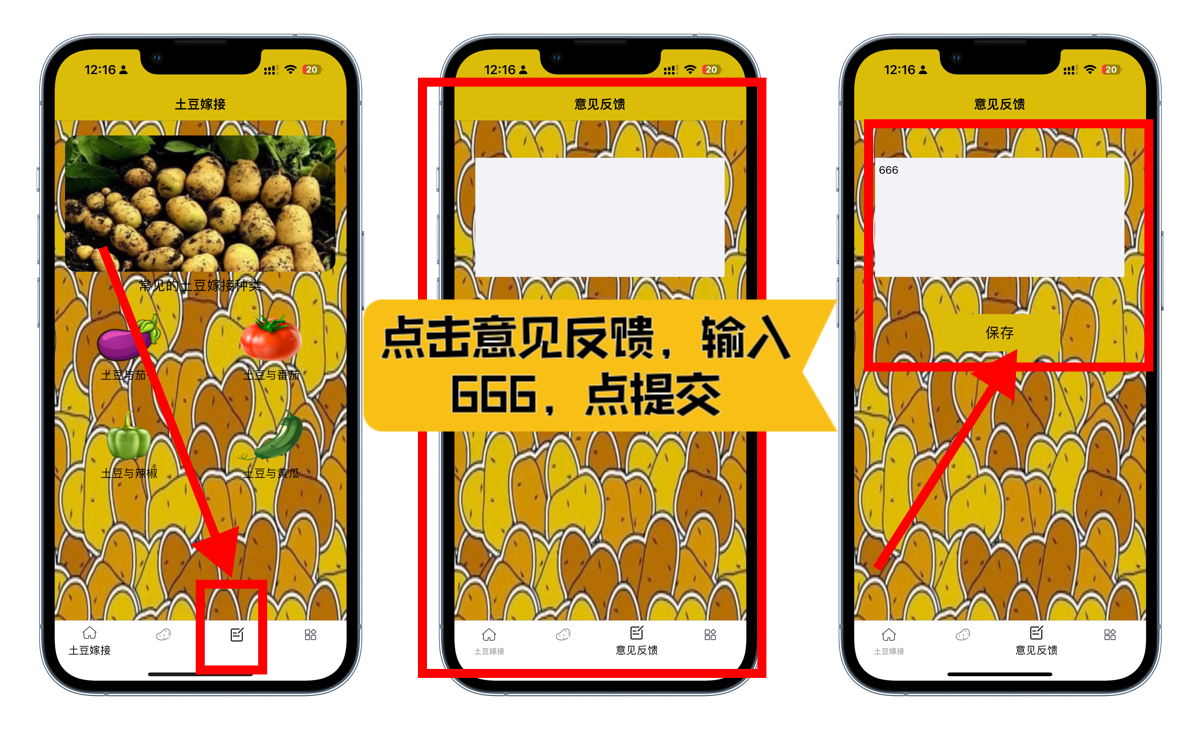 12:16
20
土豆嫁接
常见的土豆嫁接种类
土豆与茄
土豆与番茄
土豆与辣椒
土豆与黄瓜
土豆嫁接
12:16
20
意见反馈
点击意见反馈，输入
666，点提交
土豆嫁接
意见反馈
12:16
20
意见反馈
666
保存
土豆嫁接
意见反馈